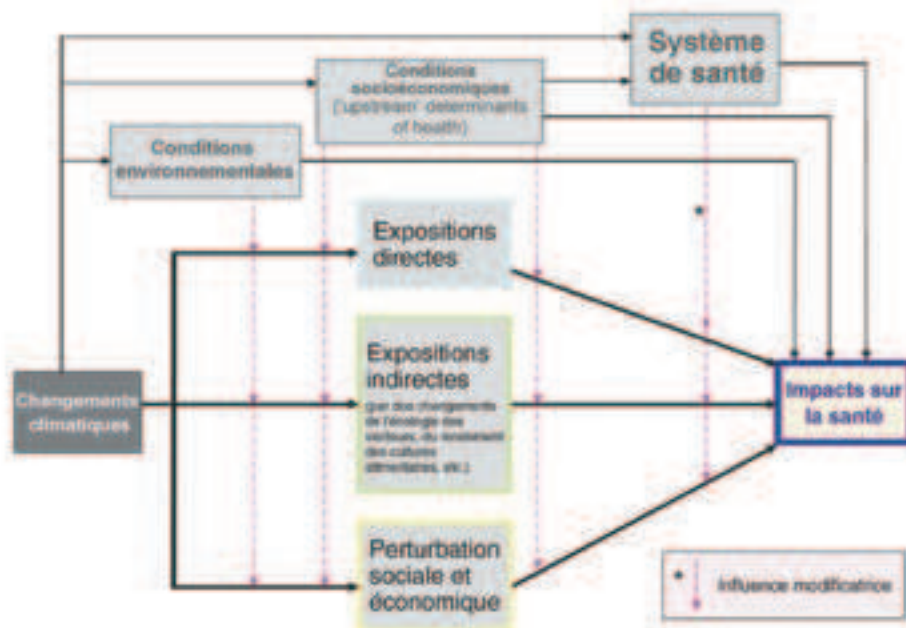 Système
de santé
Conditions
socioéconomiques
('upstream' determinants
of health)
Conditions
environnementales
Expositions
directes
Expositions
indirectes
(par des changements
de l'écologie des
vecteurs, du rendement
des cultures
alimentaires, etc.)
Changements
climatiques
Impacts sur
la santé
Perturbation
sociale et
économique
* Influence modificatrice